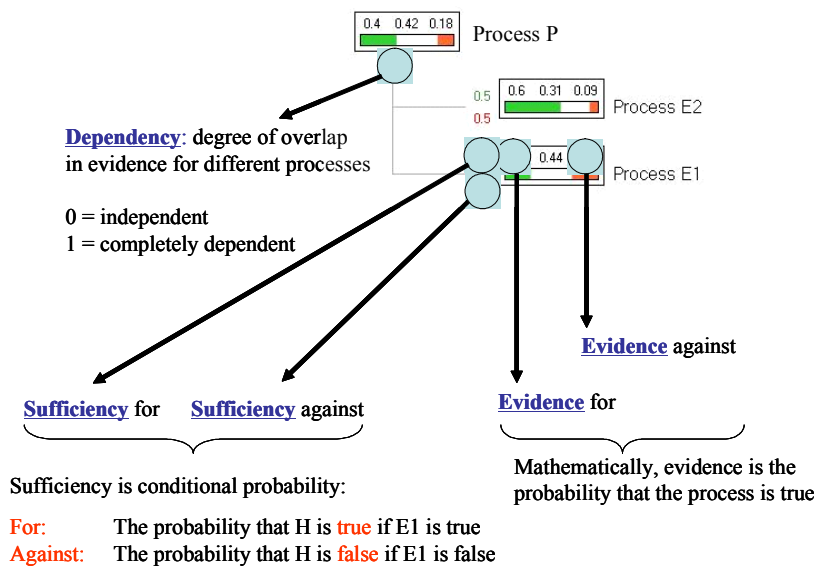 0.4 0.42 0.18
Process P
0.6 0.31 0.09
0.5
0.5
Process E2
Dependency: degree of overlap
in evidence for different processes
0.44
Process E1
0 = independent
1 = completely dependent
Evidence against
Sufficiency for
Sufficiency against
Evidence for
Mathematically, evidence is the
probability that the process is true
Sufficiency is conditional probability:
For: The probability that H is true if E1 is true
Against: The probability that H is false if E1 is false